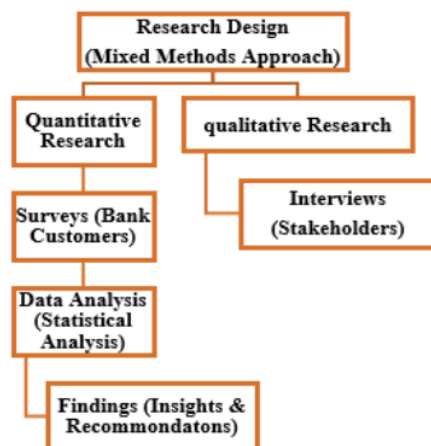 Research Design
(Mixed Methods Approach)
Quantitative
Research
qualitative Research
Surveys (Bank
Customers)
Interviews
(Stakeholders)
Data Analysis
(Statistical
Analysis)
Findings (Insights &
Recommondatons)